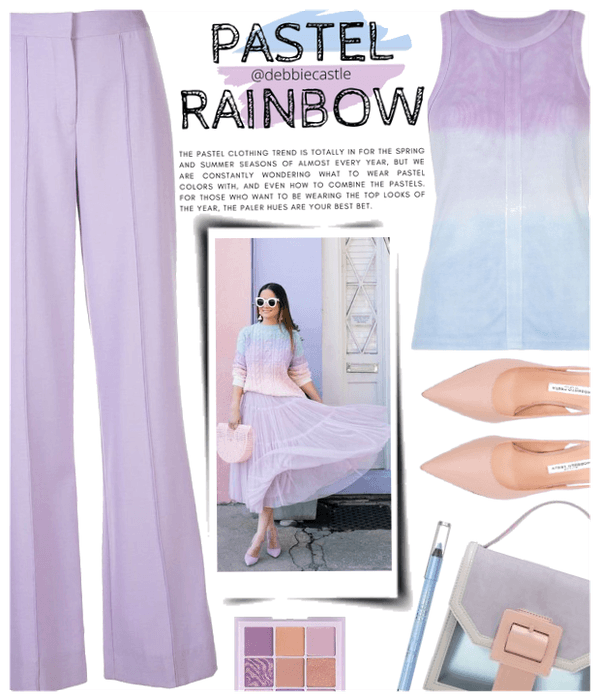 PASTEL
@debbiecastle
RAINBOW
THE PASTEL CLOTHING TREND IS TOTALLY IN FOR THE SPRING
AND SUMMER SEASONS OF ALMOST EVERY YEAR, BUT WE
ARE CONSTANTLY WONDERING WHAT TO WEAR PASTEL
COLORS WITH, AND EVEN HOW TO COMBINE THE PASTELS.
FOR THOSE WHO WANT TO BE WEARING THE TOP LOOKS OF
THE YEAR, THE PALER HUES ARE YOUR BEST BET.